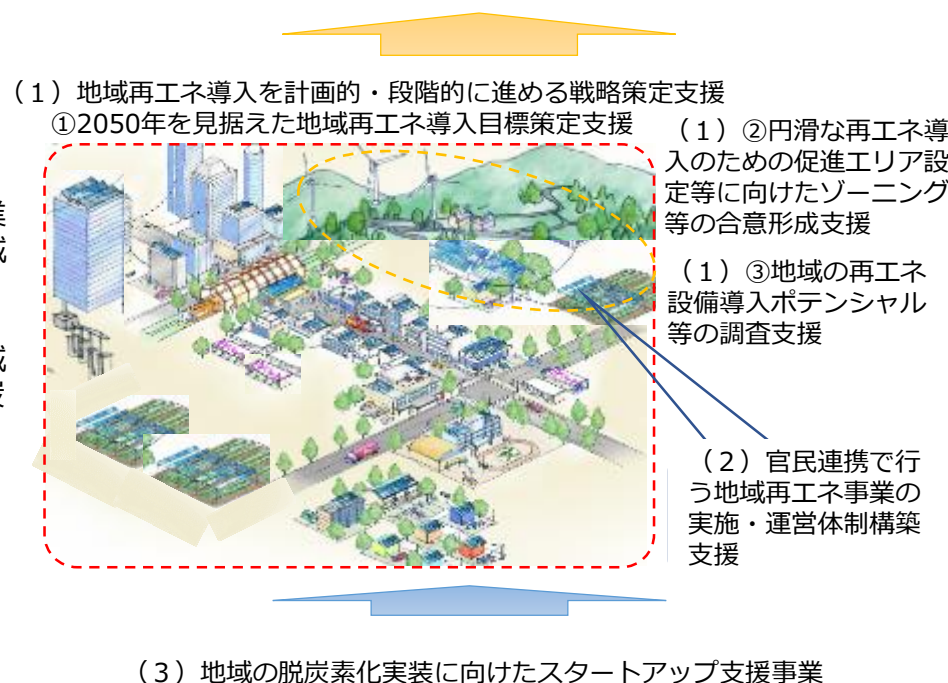 （１）地域再エネ導入を計画的・段階的に進める戦略策定支援
①2050年を見据えた地域再エネ導入目標策定支援
（１）②円滑な再エネ導
入のための促進エリア設
定等に向けたゾーニング
等の合意形成支援
（１）③地域の再エネ
設備導入ポテンシャル
等の調査支援
（２）官民連携で行
う地域再エネ事業の
実施・運営体制構築
支援
（３）地域の脱炭素化実装に向けたスタートアップ支援事業